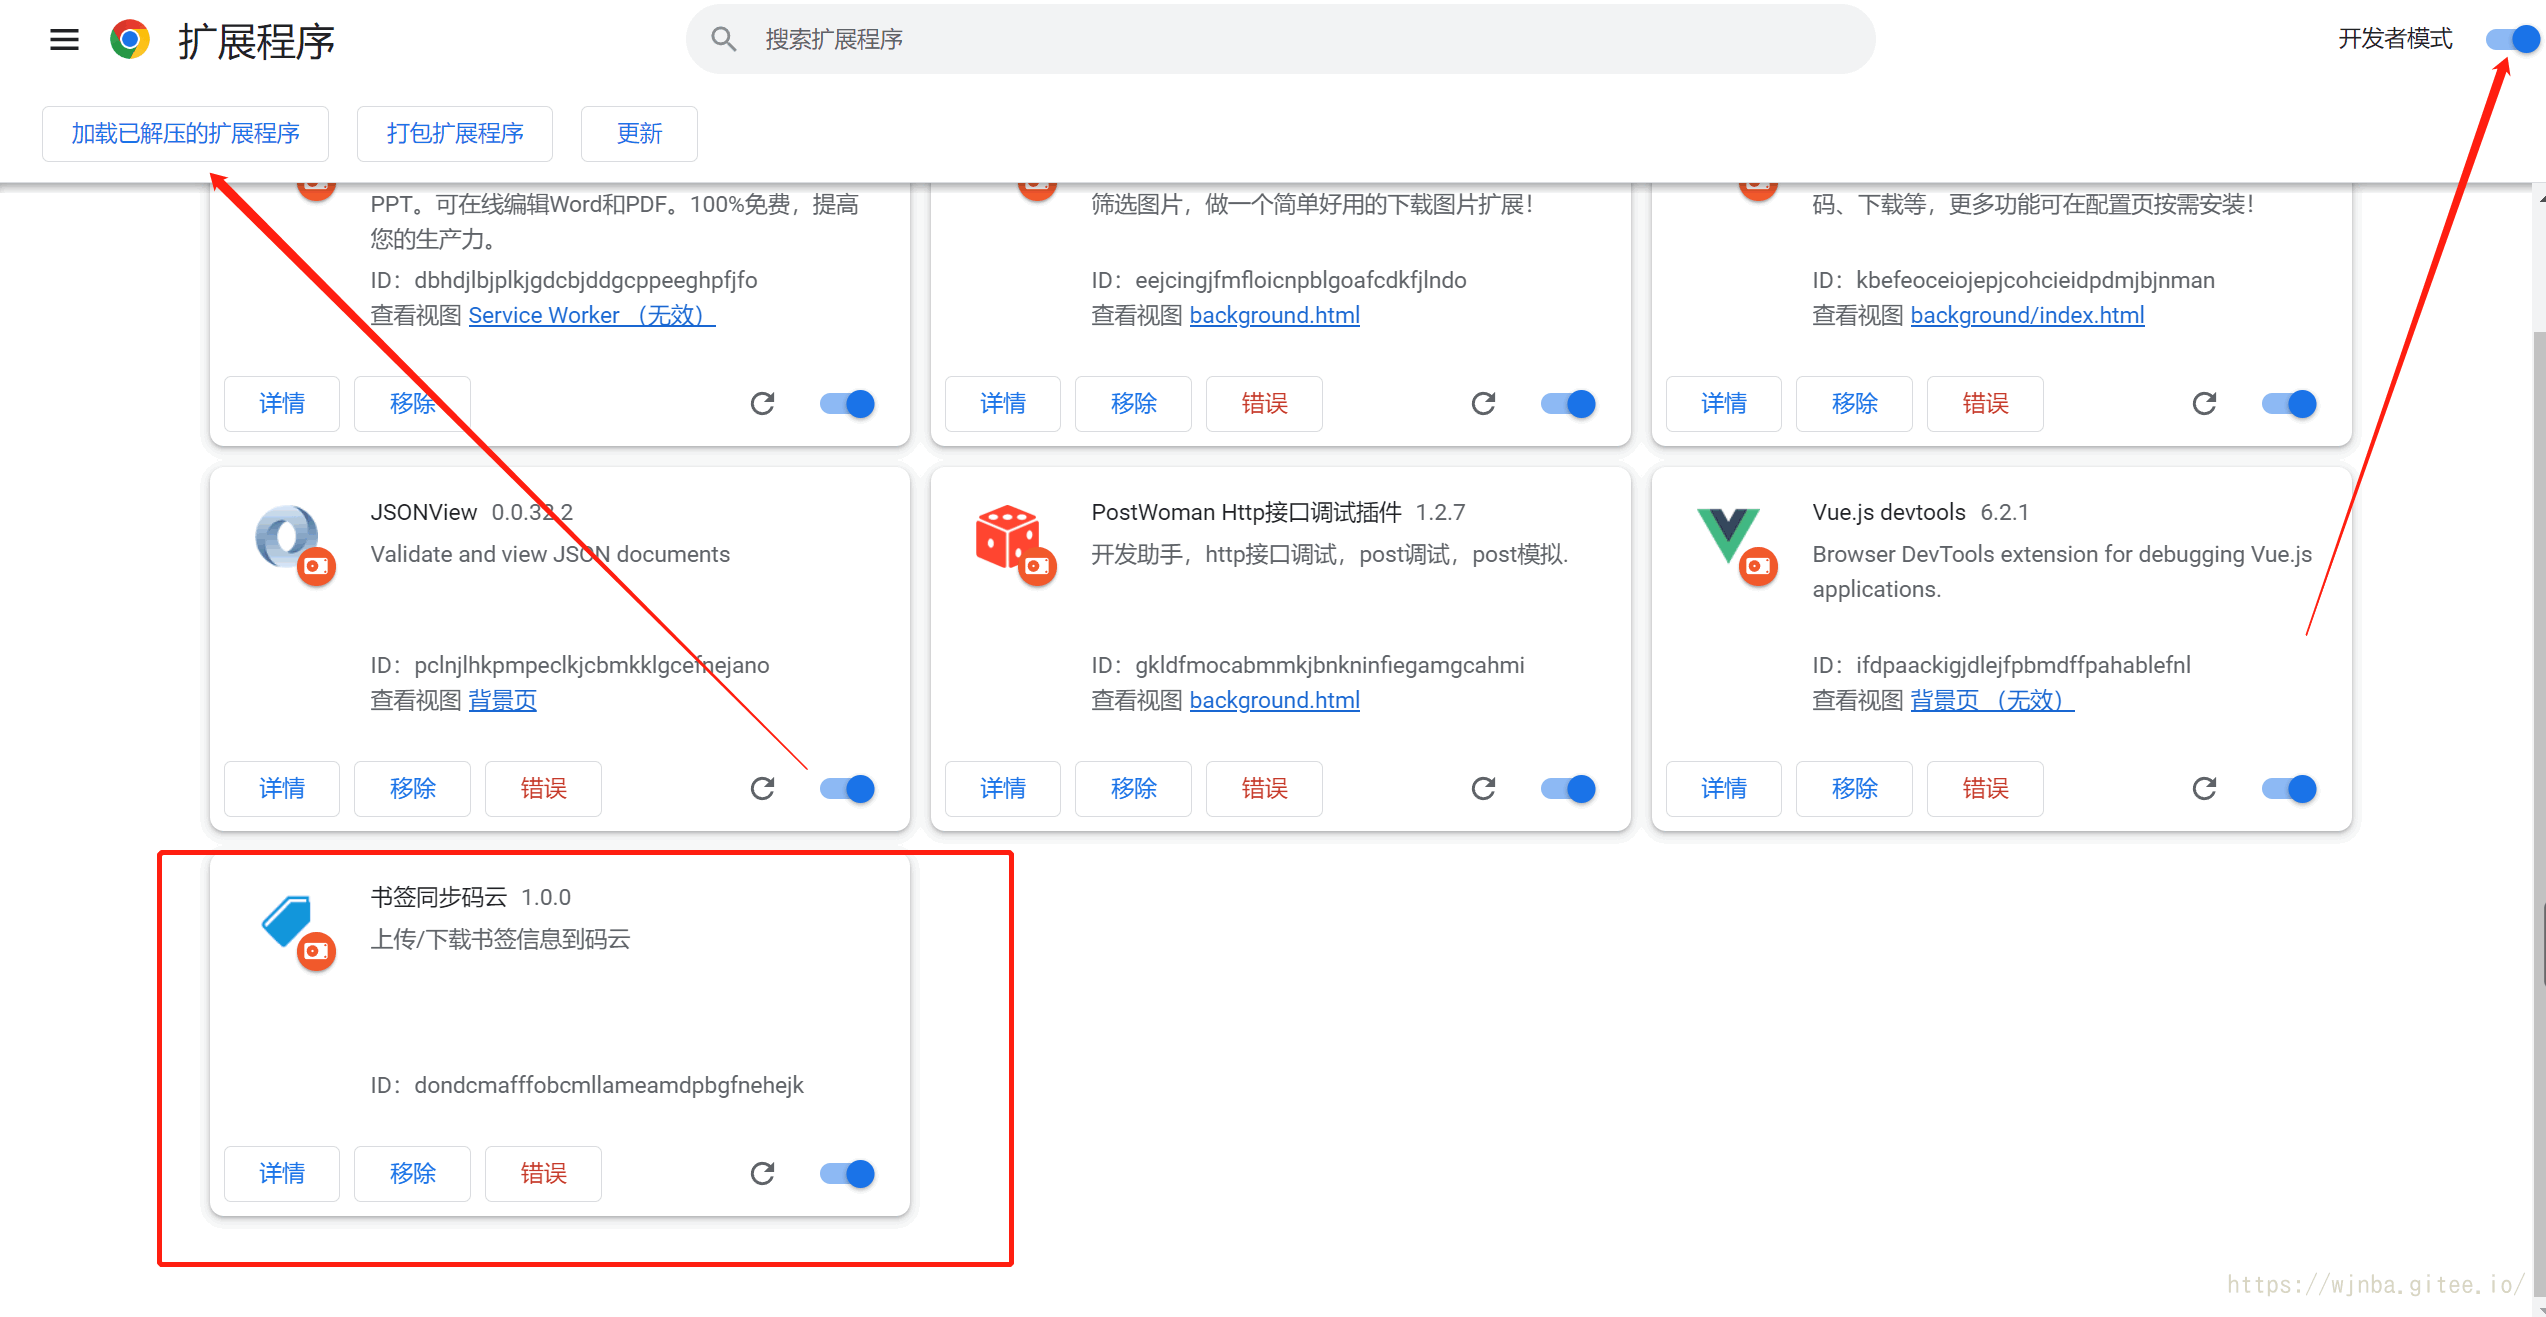 扩展程序
搜索扩展程序
开发者模式
加载已解压的扩展程序
打包扩展程序
更新
PPT。可在线编辑Word和PDF。100%免费，提高
您的生产力。
ID：dbhdjlbjplkjgdcbjddgcppeeghpfjfo
查看视图 Service Worker （无效）
详情
移除
筛选图片，做一个简单好用的下载图片扩展！
ID：eejcingjfmfloicnpblgoafcdkfjlndo
查看视图 background.html
详情
移除
错误
码、下载等，更多功能可在配置页按需安装！
ID：kbefeoceiojepjcohcieidpdmjbjnman
查看视图 background/index.html
详情
移除
错误
JSONView 0.0.32.2
Validate and view JSON documents
ID：pclnjlhkpmpeclkjcbmkklgcefnejano
查看视图 背景页
详情
移除
错误
PostWoman Http接口调试插件 1.2.7
开发助手，http接口调试，post调试，post模拟.
ID：gkldfmocabmmkjbnkninfiegamgcahmi
查看视图 background.html
详情
移除
错误
Vue.js devtools 6.2.1
Browser DevTools extension for debugging Vue.js
applications.
ID：ifdpaackigjdlejfpbmdffpahablefnl
查看视图 背景页 （无效）
详情
移除
错误
书签同步码云 1.0.0
上传/下载书签信息到码云
ID：dondcmafffobcmllameamdpbgfnehejk
详情
移除
错误
https://wjnba.gitee.io/